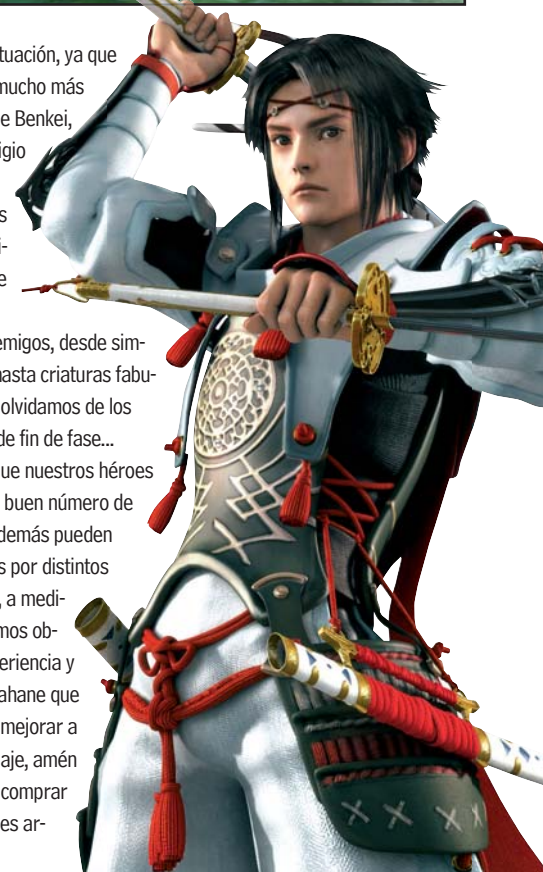 tuación, ya que
mucho más
e Benkei,
igio
s
i-
e
emigos, desde sim-
hasta criaturas fabu-
olvidamos de los
de fin de fase...
ue nuestros héroes
buen número de
demás pueden
s por distintos
, a medi-
mos ob-
eriencia y
ahane que
mejorar a
aje, amén
comprar
es ar-